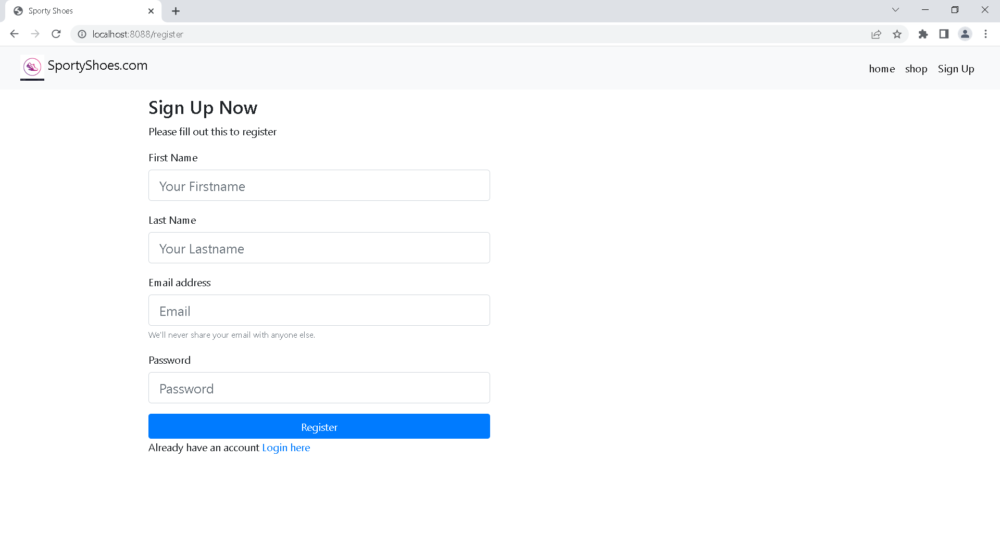 Sporty Shoes
localhost:8088/register
SportyShoes.com
home shop Sign Up
Sign Up Now
Please fill out this to register
First Name
Your Firstname
Last Name
Your Lastname
Email address
Email
We'll never share your email with anyone else.
Password
Password
Register
Already have an account Login here